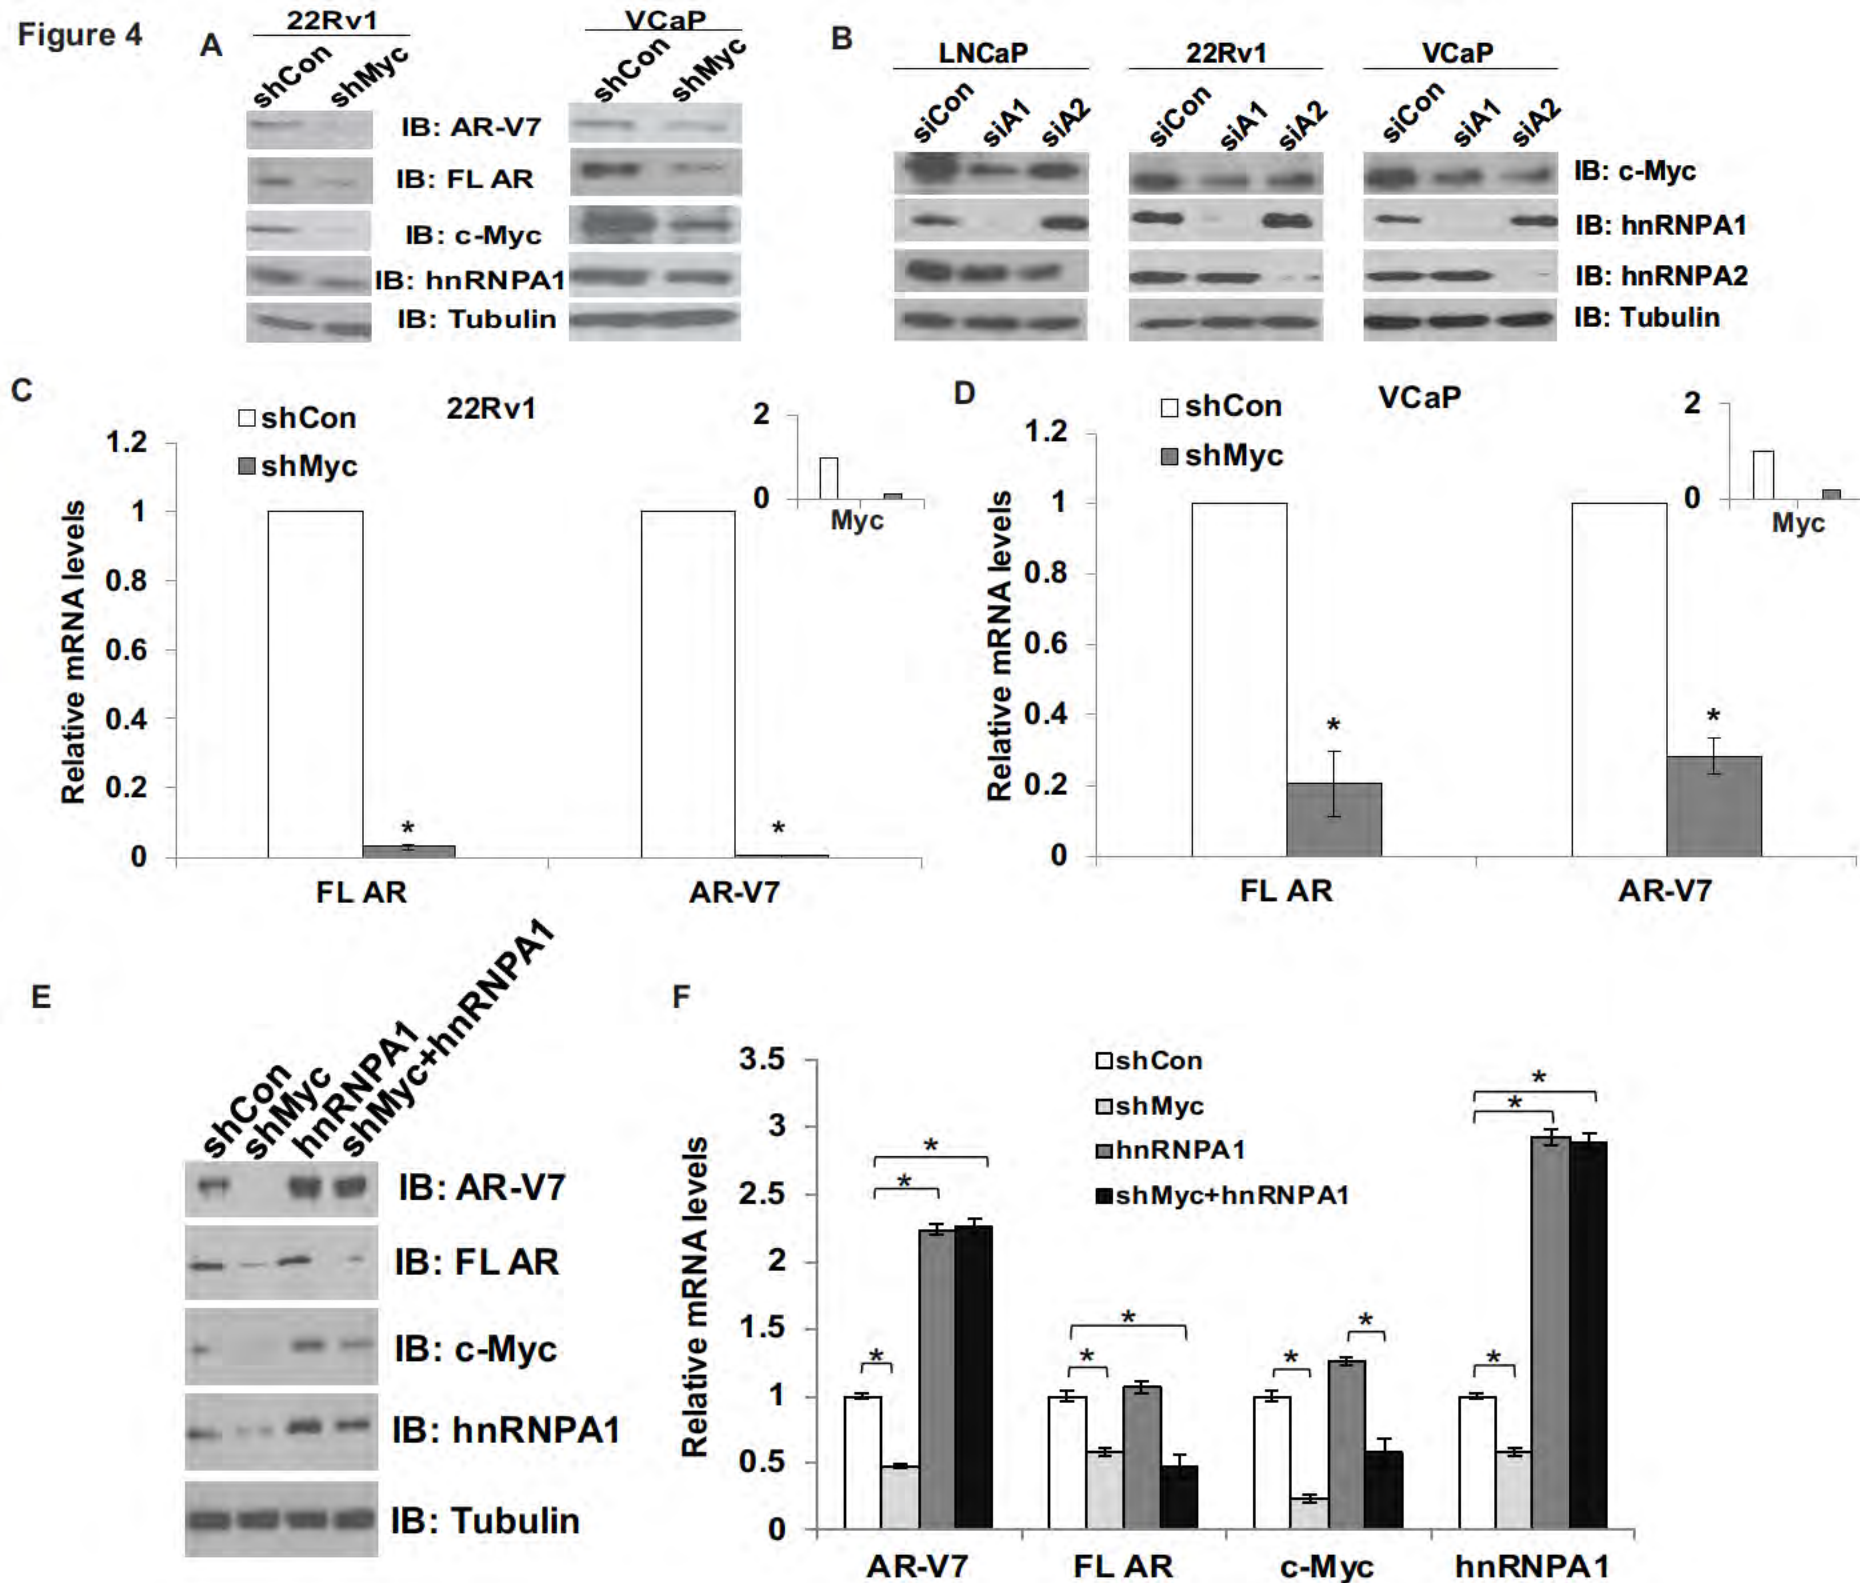 Figure 4
A
22Rv1
VCaP
shCon
shMyc
shCon
shMyc
IB: AR-V7
IB: FL AR
IB: c-Myc
IB: hnRNPA1
IB: Tubulin
B
LNCaP
22Rv1
VCaP
siCon
siA1
siA2
siCon
siA1
siA2
siCon
siA1
siA2
IB: c-Myc
IB: hnRNPA1
IB: hnRNPA2
IB: Tubulin
C
22Rv1
shCon
shMyc
Relative mRNA levels
1.2
1
0.8
0.6
0.4
0.2
0
*
*
FL AR
AR-V7
2
0
Myc
D
VCaP
shCon
shMyc
Relative mRNA levels
1.2
1
0.8
0.6
0.4
0.2
0
*
*
FL AR
AR-V7
2
0
Myc
E
shCon
shMyc
hnRNPA1
shMyc+hnRNPA1
IB: AR-V7
IB: FL AR
IB: c-Myc
IB: hnRNPA1
IB: Tubulin
F
shCon
shMyc
hnRNPA1
shMyc+hnRNPA1
Relative mRNA levels
3.5
3
2.5
2
1.5
1
0.5
0
*
*
*
*
*
*
*
*
*
*
AR-V7
FL AR
c-Myc
hnRNPA1